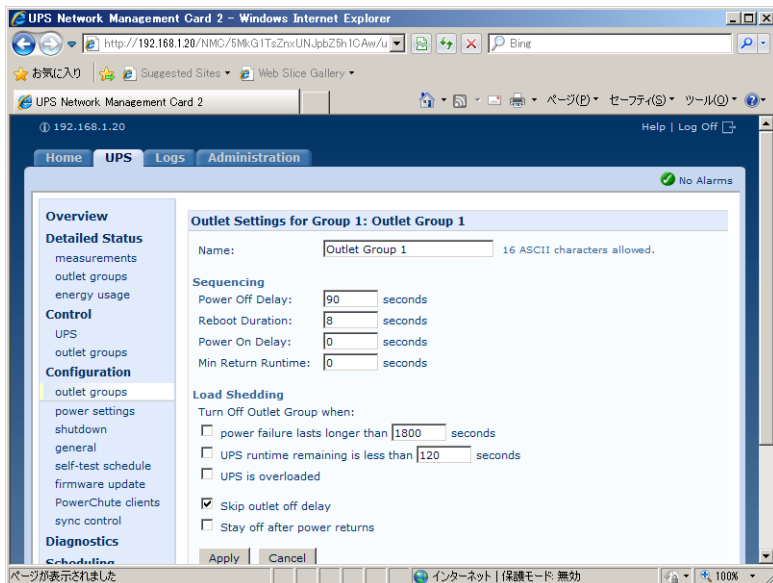 UPS Network Management Card 2 - Windows Internet Explorer
http://192.168.1.20/NMC/5MkG1TsZnxUNJpbZ5h1CAw/u
Bing
お気に入り Suggested Sites Web Slice Gallery
UPS Network Management Card 2
ページ(P) セーフティ(S) ツール(O)
192.168.1.20
Help | Log Off
Home UPS Logs Administration
No Alarms
Overview
Detailed Status
measurements
outlet groups
energy usage
Control
UPS
outlet groups
Configuration
outlet groups
power settings
shutdown
general
self-test schedule
firmware update
PowerChute clients
sync control
Diagnostics
Scheduling
Outlet Settings for Group 1: Outlet Group 1
Name: Outlet Group 1 16 ASCII characters allowed.
Sequencing
Power Off Delay: 90 seconds
Reboot Duration: 8 seconds
Power On Delay: 0 seconds
Min Return Runtime: 0 seconds
Load Shedding
Turn Off Outlet Group when:
power failure lasts longer than 1800 seconds
UPS runtime remaining is less than 120 seconds
UPS is overloaded
Skip outlet off delay
Stay off after power returns
Apply Cancel
ページが表示されました
インターネット | 保護モード: 無効
100%